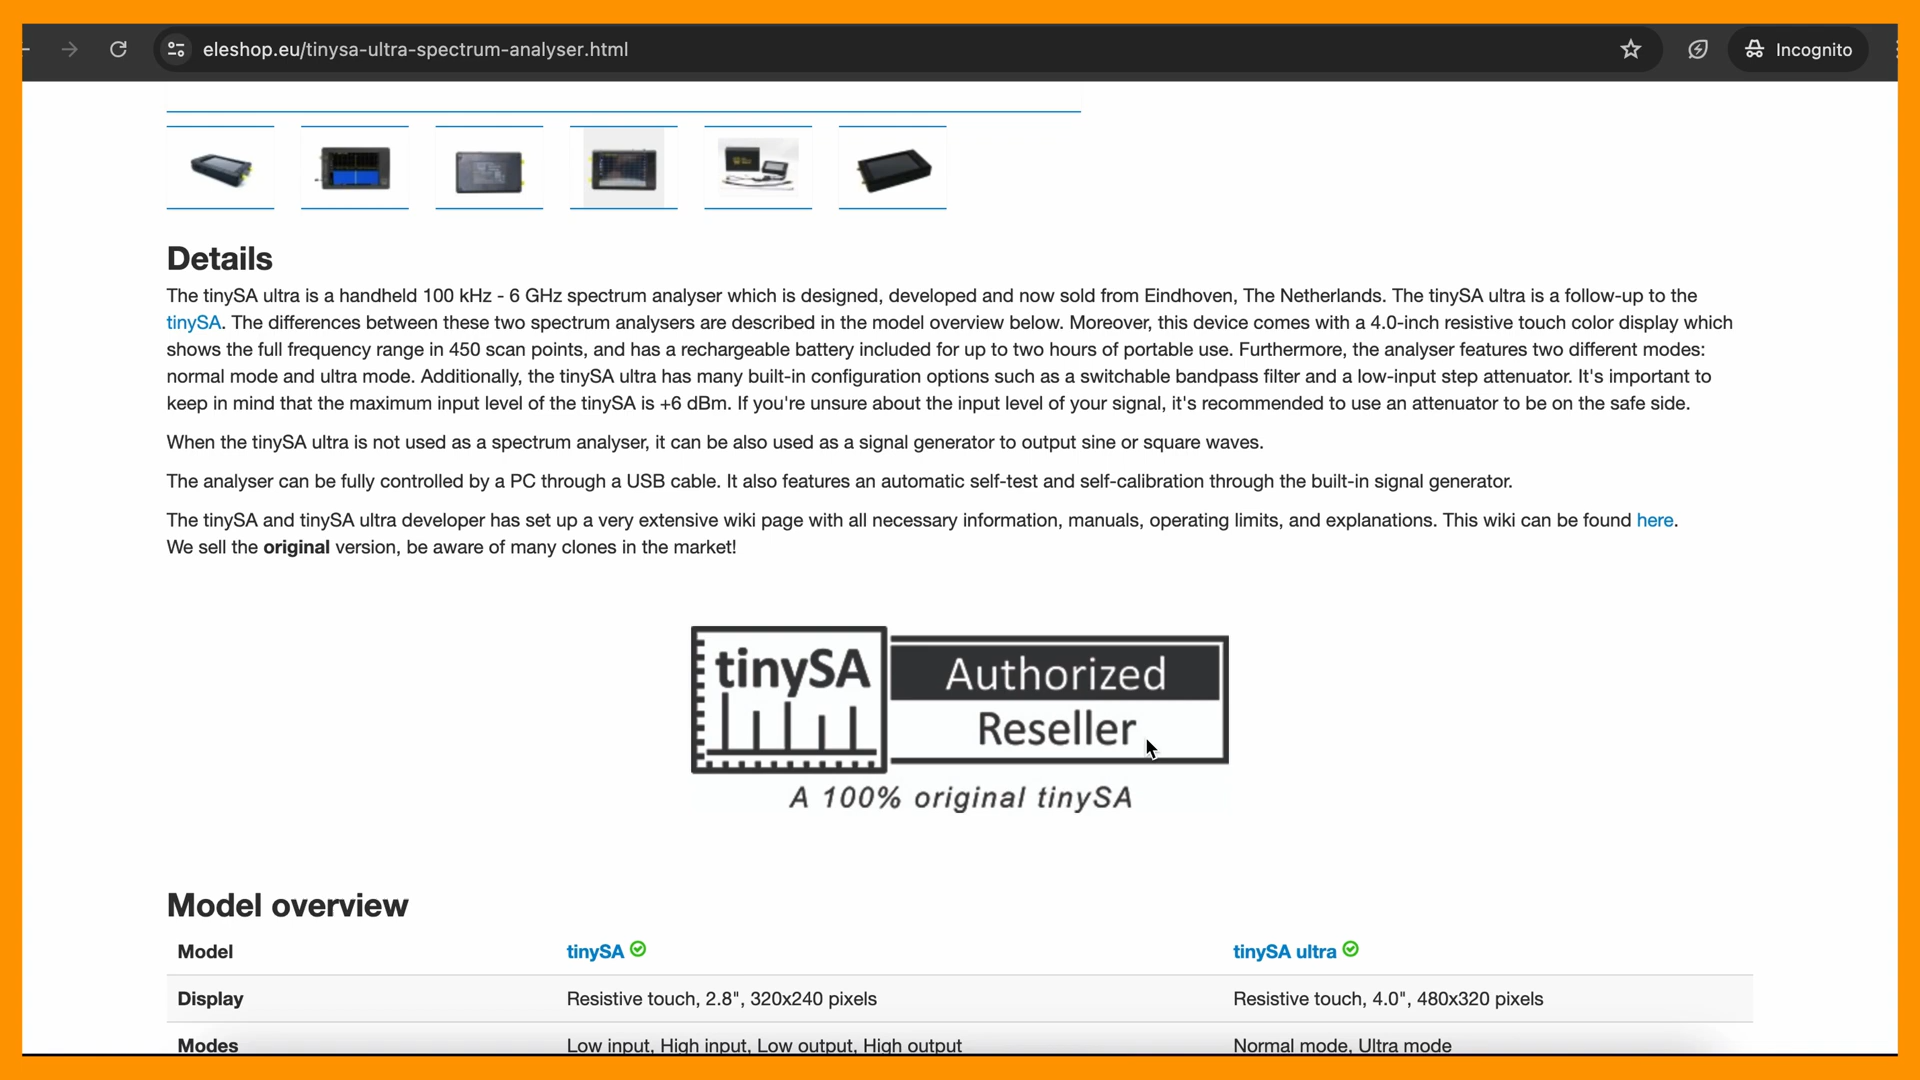 eleshop.eu/tinysa-ultra-spectrum-analyser.html
Incognito
Details
The tinySA ultra is a handheld 100 kHz - 6 GHz spectrum analyser which is designed, developed and now sold from Eindhoven, The Netherlands. The tinySA ultra is a follow-up to the
tinySA. The differences between these two spectrum analysers are described in the model overview below. Moreover, this device comes with a 4.0-inch resistive touch color display which
shows the full frequency range in 450 scan points, and has a rechargeable battery included for up to two hours of portable use. Furthermore, the analyser features two different modes:
normal mode and ultra mode. Additionally, the tinySA ultra has many built-in configuration options such as a switchable bandpass filter and a low-input step attenuator. It's important to
keep in mind that the maximum input level of the tinySA is +6 dBm. If you're unsure about the input level of your signal, it's recommended to use an attenuator to be on the safe side.
When the tinySA ultra is not used as a spectrum analyser, it can be also used as a signal generator to output sine or square waves.
The analyser can be fully controlled by a PC through a USB cable. It also features an automatic self-test and self-calibration through the built-in signal generator.
The tinySA and tinySA ultra developer has set up a very extensive wiki page with all necessary information, manuals, operating limits, and explanations. This wiki can be found here.
We sell the original version, be aware of many clones in the market!
tinySA
Authorized
Reseller
A 100% original tinySA
Model overview
Model tinySA tinySA ultra
Display Resistive touch, 2.8", 320x240 pixels Resistive touch, 4.0", 480x320 pixels
Modes Low input, High input, Low output, High output Normal mode, Ultra mode